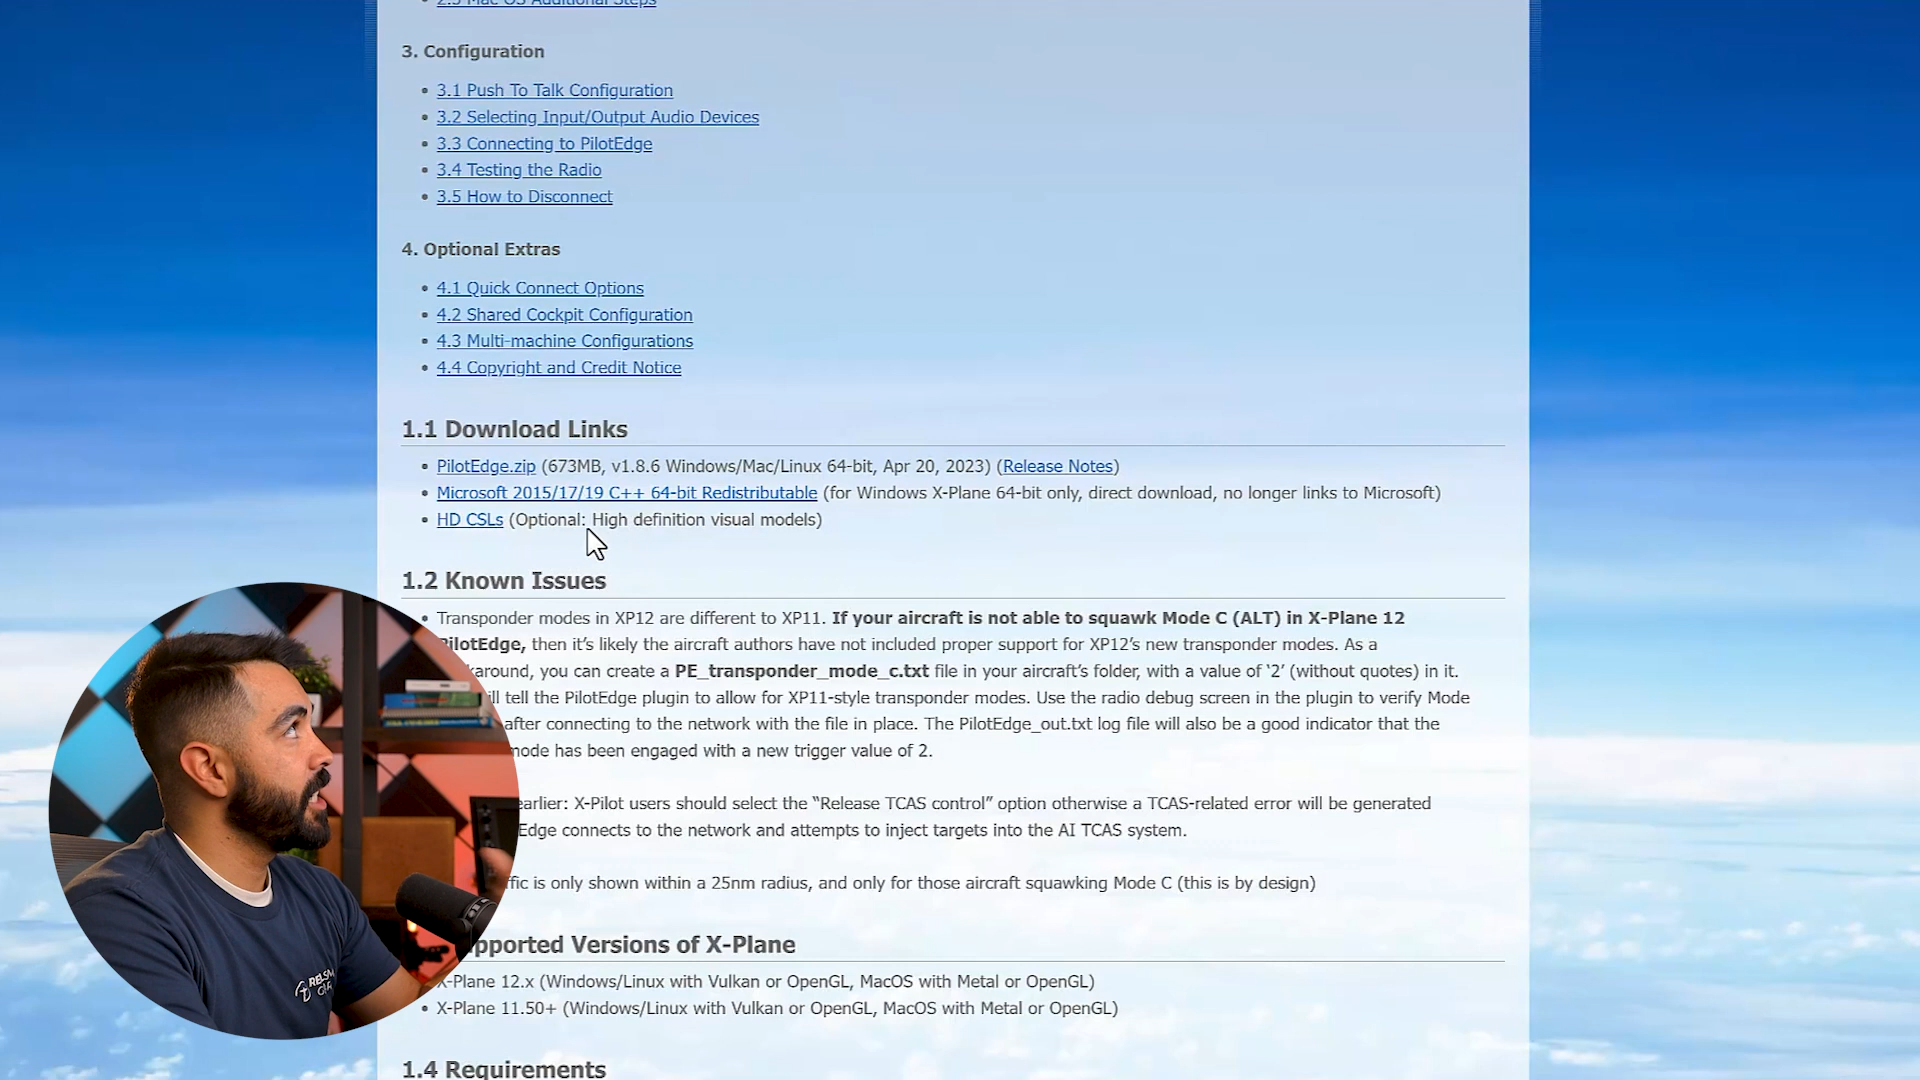 2.5 Mac OS Additional Steps
3. Configuration
3.1 Push To Talk Configuration
3.2 Selecting Input/Output Audio Devices
3.3 Connecting to PilotEdge
3.4 Testing the Radio
3.5 How to Disconnect
4. Optional Extras
4.1 Quick Connect Options
4.2 Shared Cockpit Configuration
4.3 Multi-machine Configurations
4.4 Copyright and Credit Notice
1.1 Download Links
PilotEdge.zip (673MB, v1.8.6 Windows/Mac/Linux 64-bit, Apr 20, 2023) (Release Notes)
Microsoft 2015/17/19 C++ 64-bit Redistributable (for Windows X-Plane 64-bit only, direct download, no longer links to Microsoft)
HD CSLs (Optional: High definition visual models)
1.2 Known Issues
Transponder modes in XP12 are different to XP11. If your aircraft is not able to squawk Mode C (ALT) in X-Plane 12
PilotEdge, then it’s likely the aircraft authors have not included proper support for XP12’s new transponder modes. As a
you can create a PE_transponder_mode_c.txt file in your aircraft’s folder, with a value of ‘2’ (without quotes) in it.
tell the PilotEdge plugin to allow for XP11-style transponder modes. Use the radio debug screen in the plugin to verify Mode
after connecting to the network with the file in place. The PilotEdge_out.txt log file will also be a good indicator that the
mode has been engaged with a new trigger value of 2.
earlier: X-Pilot users should select the “Release TCAS control” option otherwise a TCAS-related error will be generated
Edge connects to the network and attempts to inject targets into the AI TCAS system.
is only shown within a 25nm radius, and only for those aircraft squawking Mode C (this is by design)
Supported Versions of X-Plane
X-Plane 12.x (Windows/Linux with Vulkan or OpenGL, MacOS with Metal or OpenGL)
X-Plane 11.50+ (Windows/Linux with Vulkan or OpenGL, MacOS with Metal or OpenGL)
1.4 Requirements